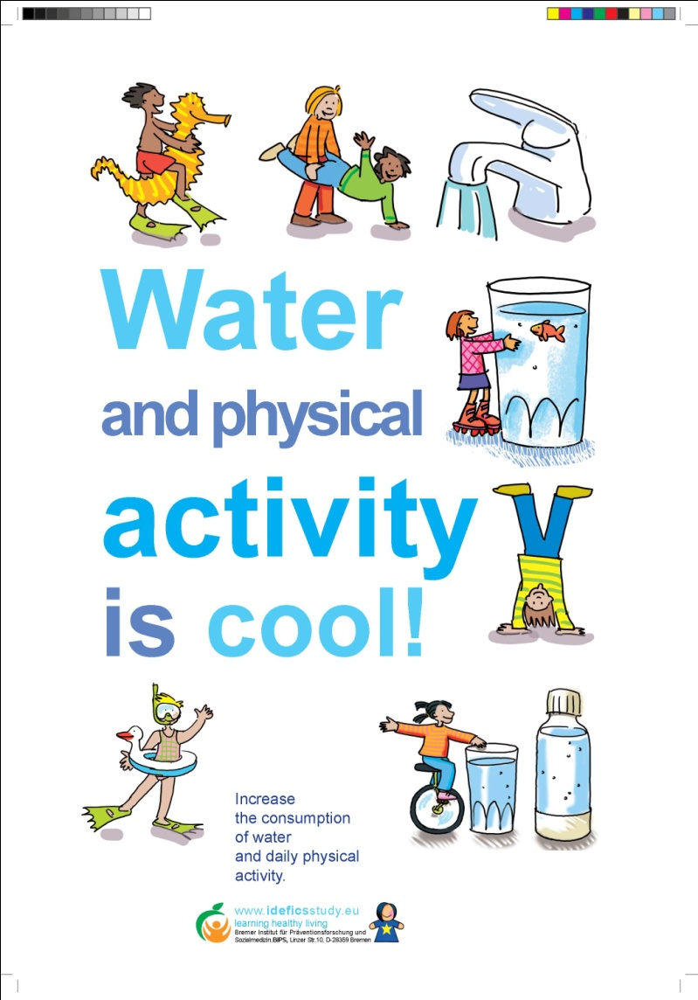 Water
and physical
activity
is cool!
Increase
the consumption
of water
and daily physical
activity.
www.ideficsstudy.eu
learning healthy living
Bremer Institut für Präventionsforschung und
Sozialmedizin,BIPS, Linzer Str.10, D-28359 Bremen